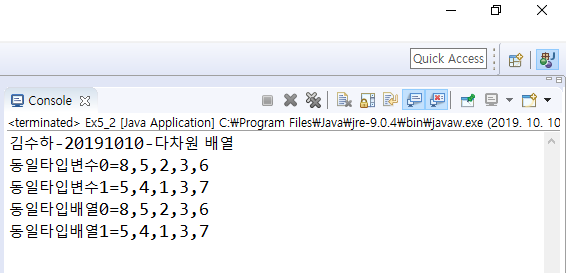 Quick Access
Console
<terminated> Ex5_2 [Java Application] C:₩Program Files₩Java₩jre-9.0.4₩bin₩javaw.exe (2019. 10. 10
김수하-20191010-다차원 배열
동일타입변수0=8,5,2,3,6
동일타입변수1=5,4,1,3,7
동일타입배열0=8,5,2,3,6
동일타입배열1=5,4,1,3,7